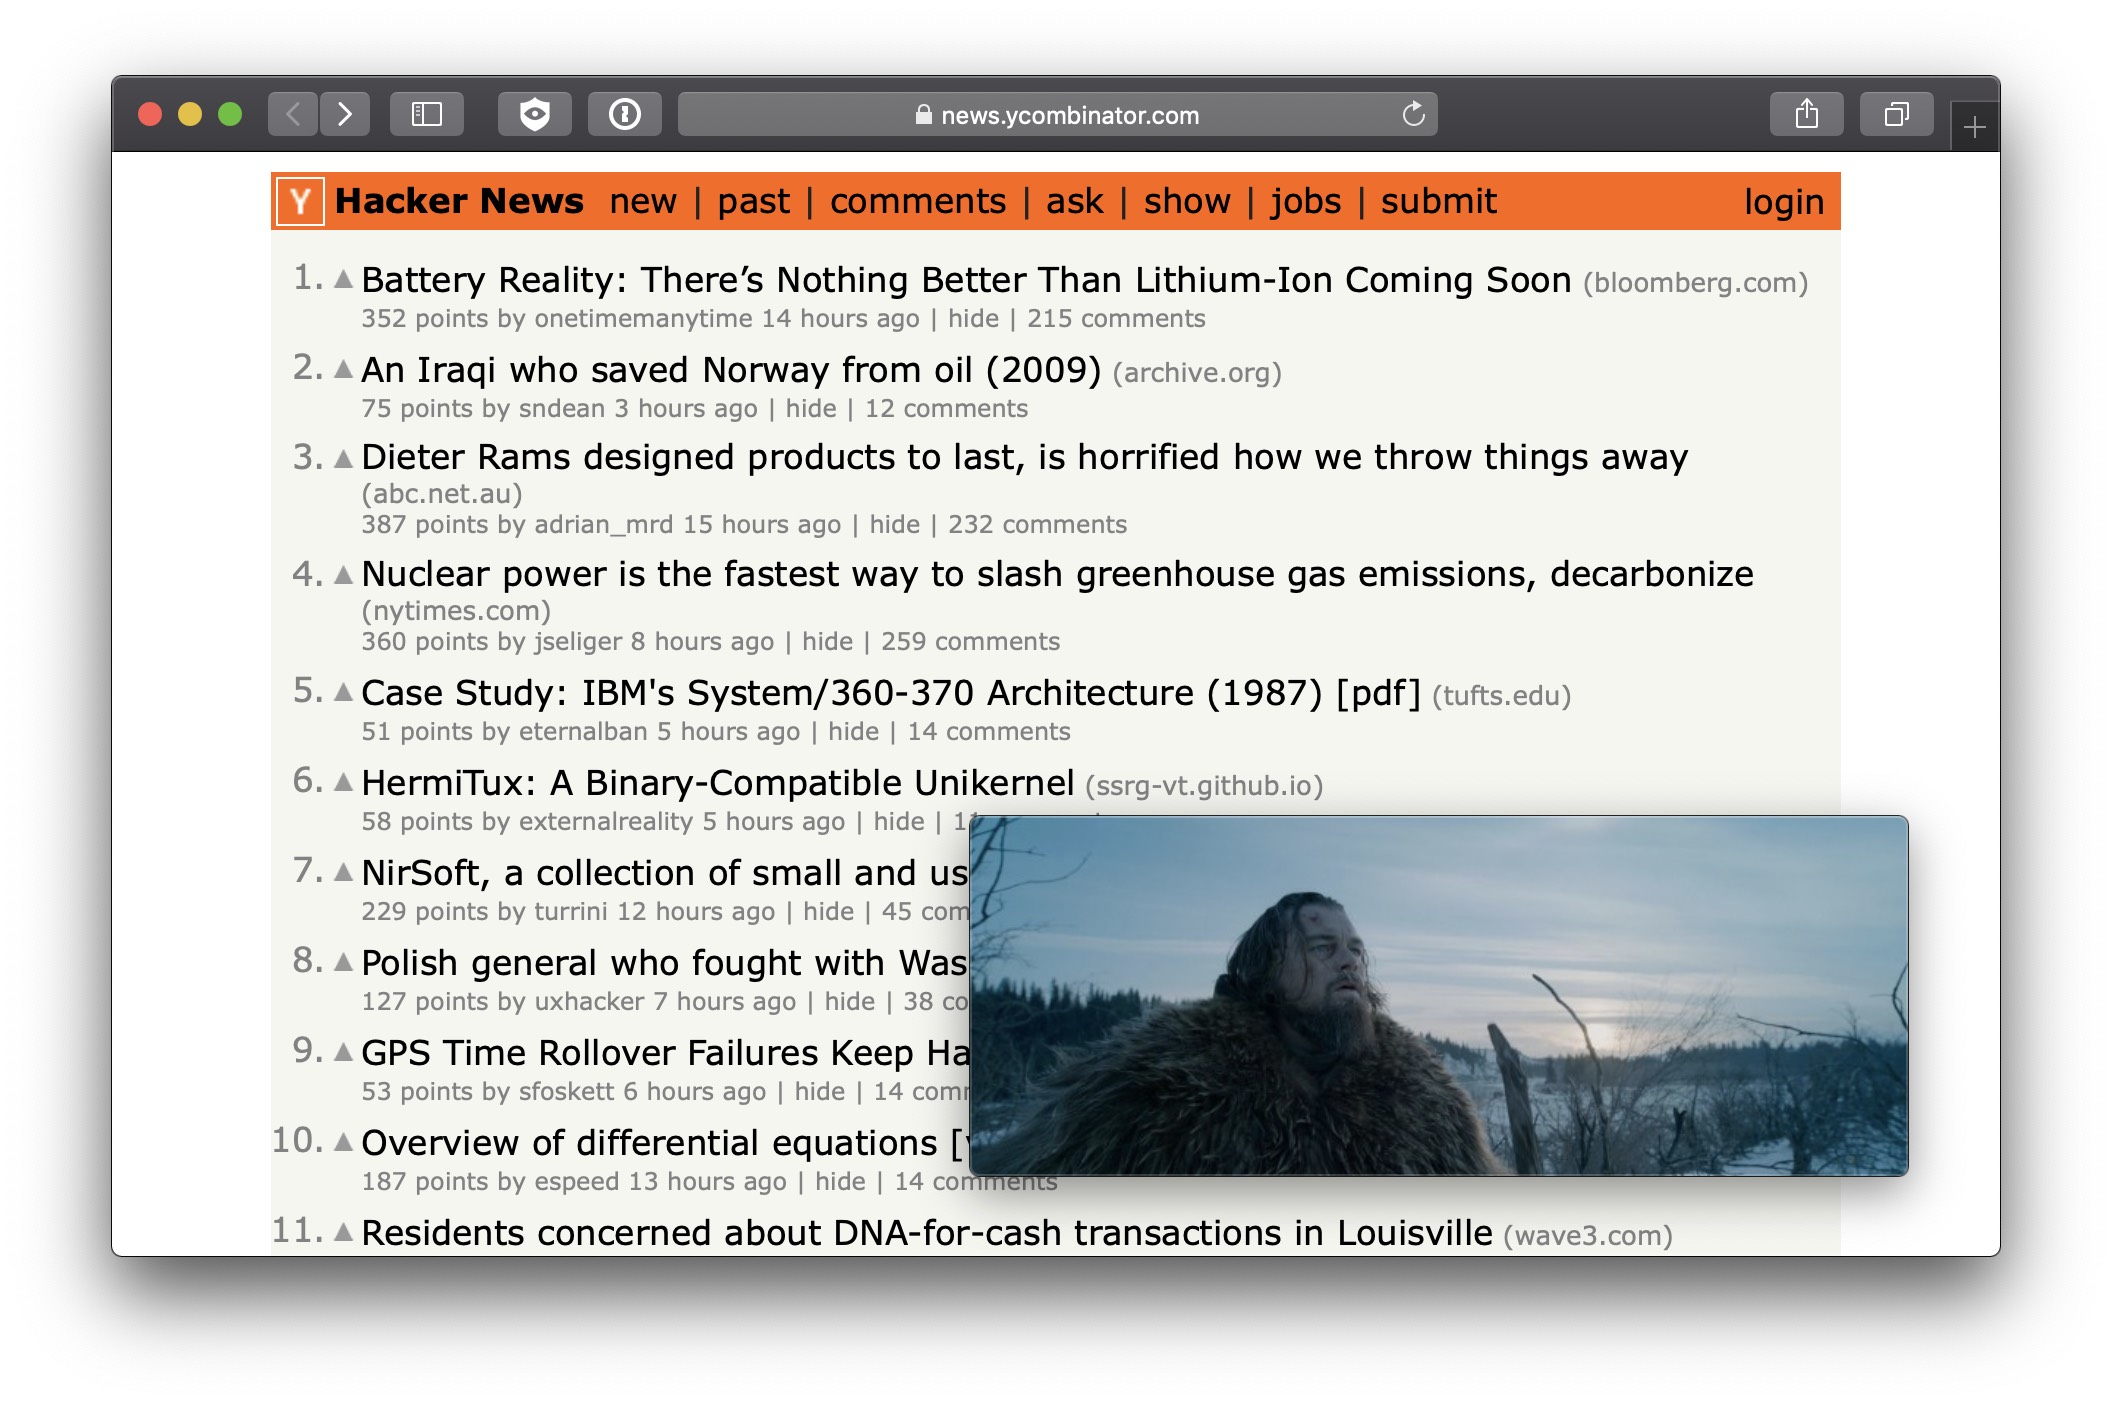 news.ycombinator.com
Y Hacker News new | past | comments | ask | show | jobs | submit login
1. Battery Reality: There’s Nothing Better Than Lithium-Ion Coming Soon (bloomberg.com)
352 points by onetimemanytime 14 hours ago | hide | 215 comments
2. An Iraqi who saved Norway from oil (2009) (archive.org)
75 points by sndean 3 hours ago | hide | 12 comments
3. Dieter Rams designed products to last, is horrified how we throw things away
(abc.net.au)
387 points by adrian_mrd 15 hours ago | hide | 232 comments
4. Nuclear power is the fastest way to slash greenhouse gas emissions, decarbonize
(nytimes.com)
360 points by jseliger 8 hours ago | hide | 259 comments
5. Case Study: IBM's System/360-370 Architecture (1987) [pdf] (tufts.edu)
51 points by eternalban 5 hours ago | hide | 14 comments
6. HermiTux: A Binary-Compatible Unikernel (ssrg-vt.github.io)
58 points by externalreality 5 hours ago | hide |
7. NirSoft, a collection of small and us
229 points by turrini 12 hours ago | hide | 45 com
8. Polish general who fought with Was
127 points by uxhacker 7 hours ago | hide | 38 co
9. GPS Time Rollover Failures Keep Ha
53 points by sfoskett 6 hours ago | hide | 14 com
10. Overview of differential equations [
187 points by espeed 13 hours ago | hide | 14 comments
11. Residents concerned about DNA-for-cash transactions in Louisville (wave3.com)